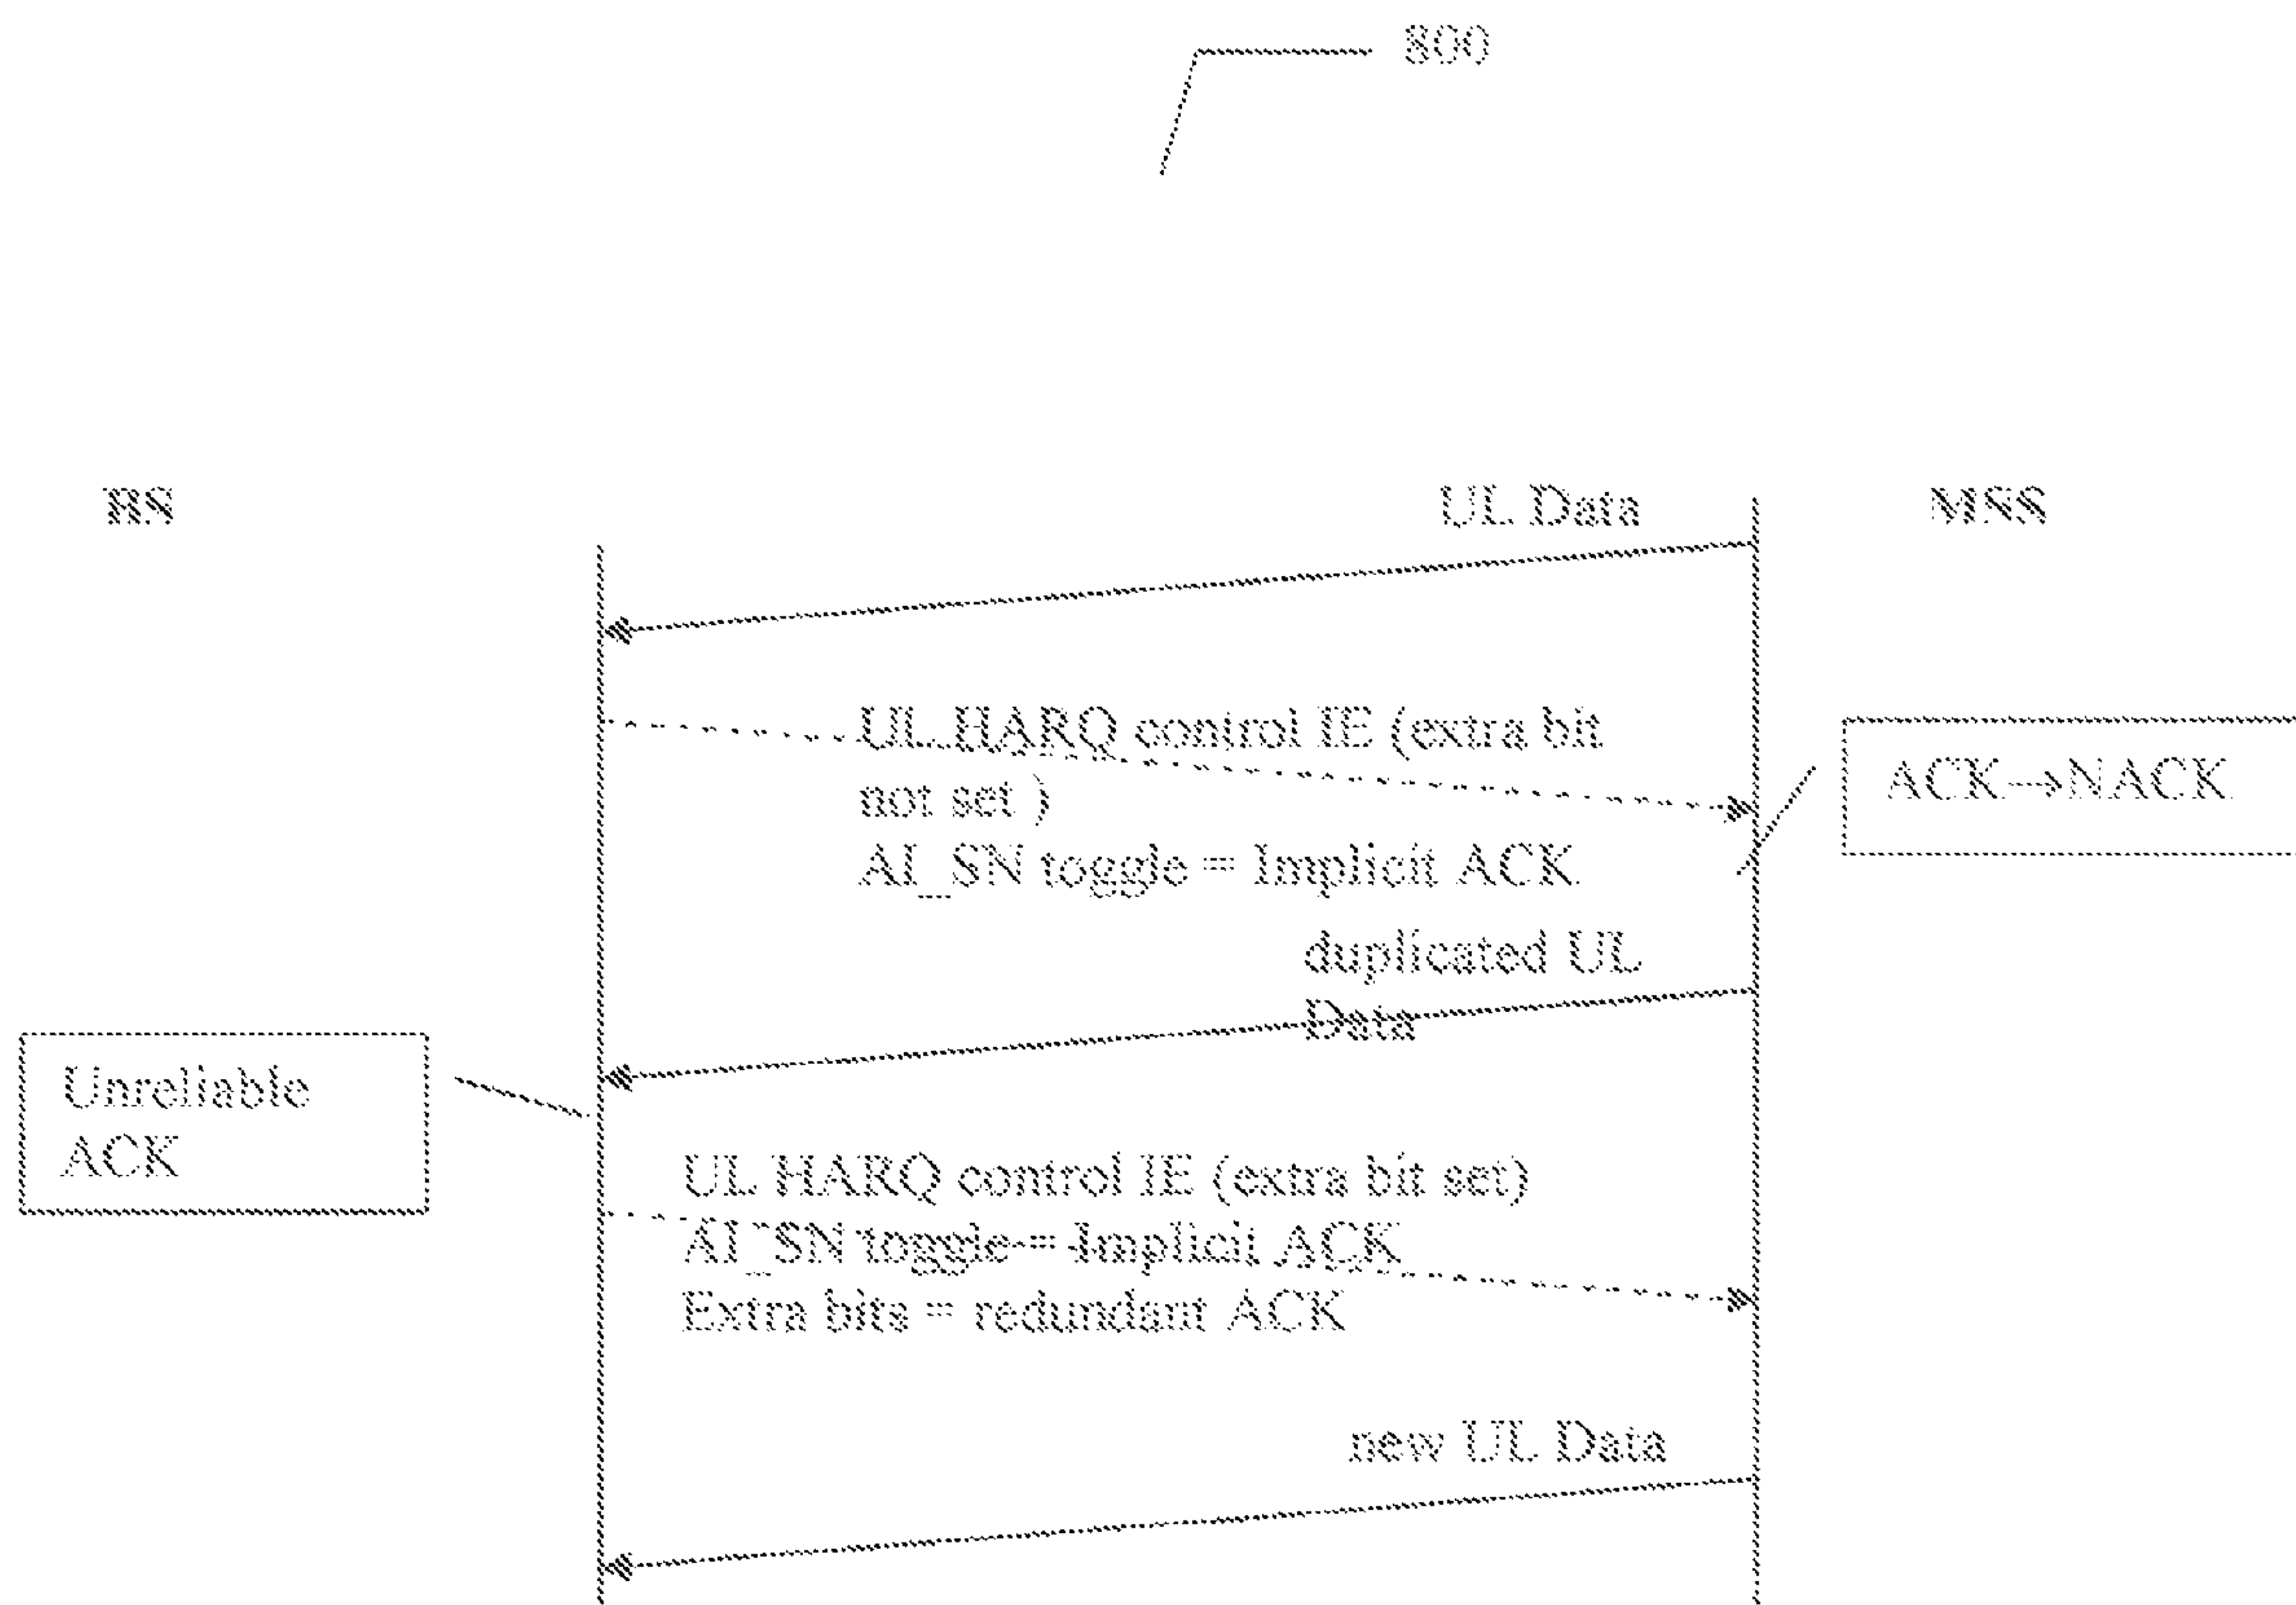 800
BS
UL Data
MSS
UL HARQ control IE (extra bit
not set )
AI_SN toggle = Implicit ACK
ACK→NACK
duplicated UL
Data
Unreliable
ACK
UL HARQ control IE (extra bit set)
AI_SN toggle = Implicit ACK
Extra bits = redundant ACK
new UL Data